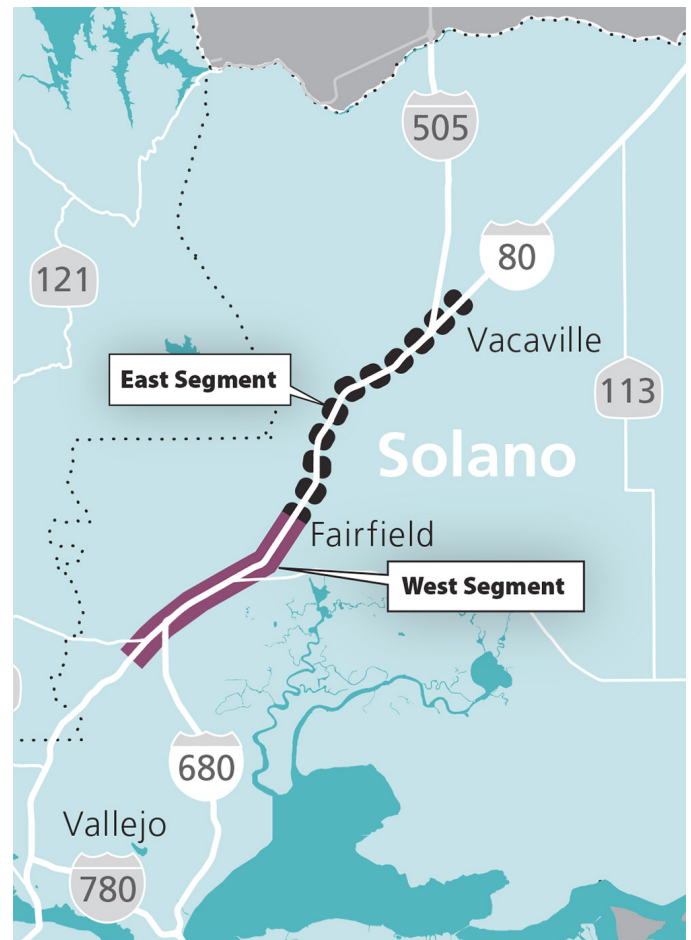 505
80
121
Vacaville
East Segment
113
Solano
Fairfield
West Segment
680
Vallejo
780